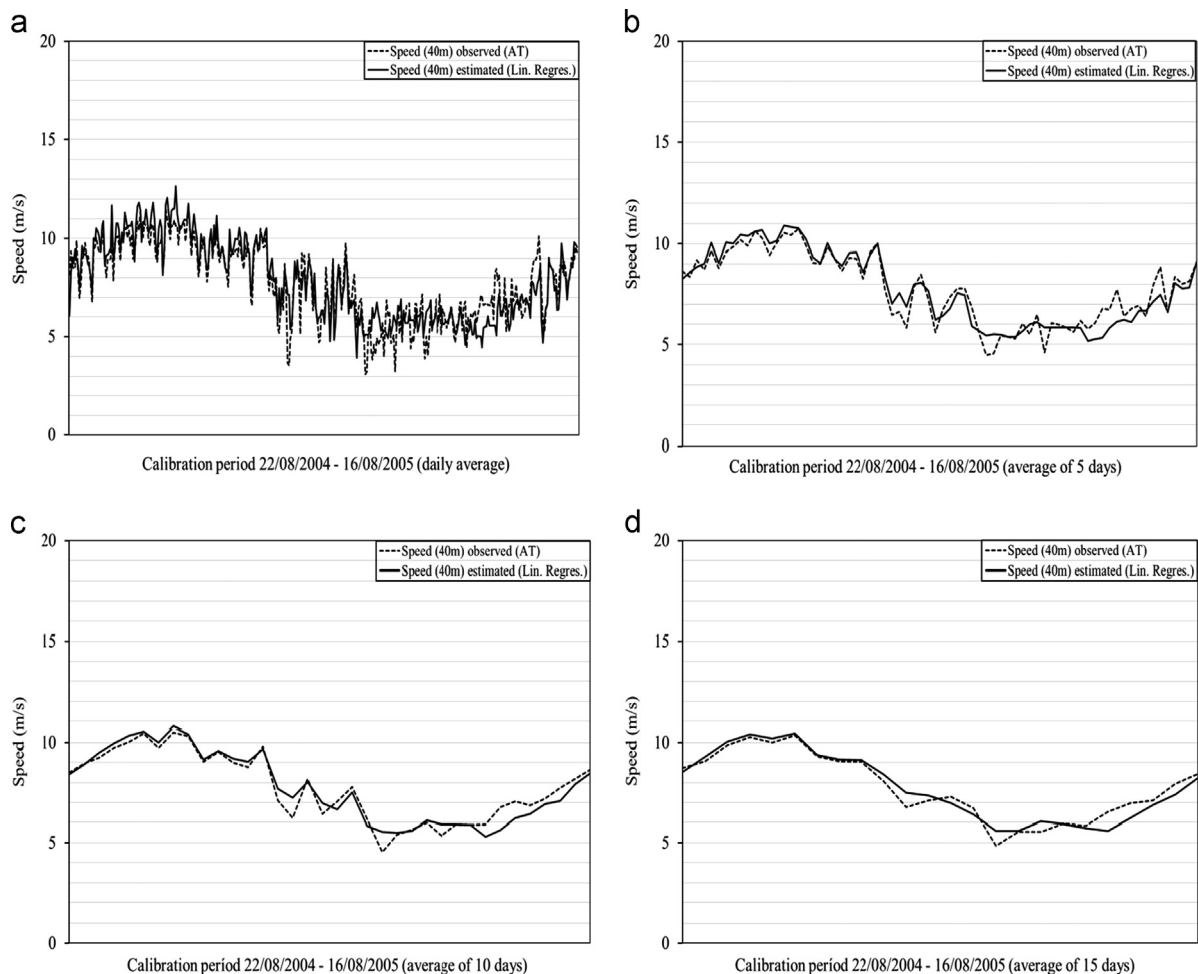 a
20
15
10
5
0
Speed (m/s)
Speed (40m) observed (AT)
Speed (40m) estimated (Lin. Regres.)
Calibration period 22/08/2004 - 16/08/2005 (daily average)
b
20
15
10
5
0
Speed (m/s)
Speed (40m) observed (AT)
Speed (40m) estimated (Lin. Regres.)
Calibration period 22/08/2004 - 16/08/2005 (average of 5 days)
c
20
15
10
5
0
Speed (m/s)
Speed (40m) observed (AT)
Speed (40m) estimated (Lin. Regres.)
Calibration períod 22/08/2004 - 16/08/2005 (average of 10 days)
d
20
15
10
5
0
Speed (m/s)
Speed (40m) observed (AT)
Speed (40m) estimated (Lin. Regres.)
Calibration period 22/08/2004 - 16/08/2005 (average of 15 days)